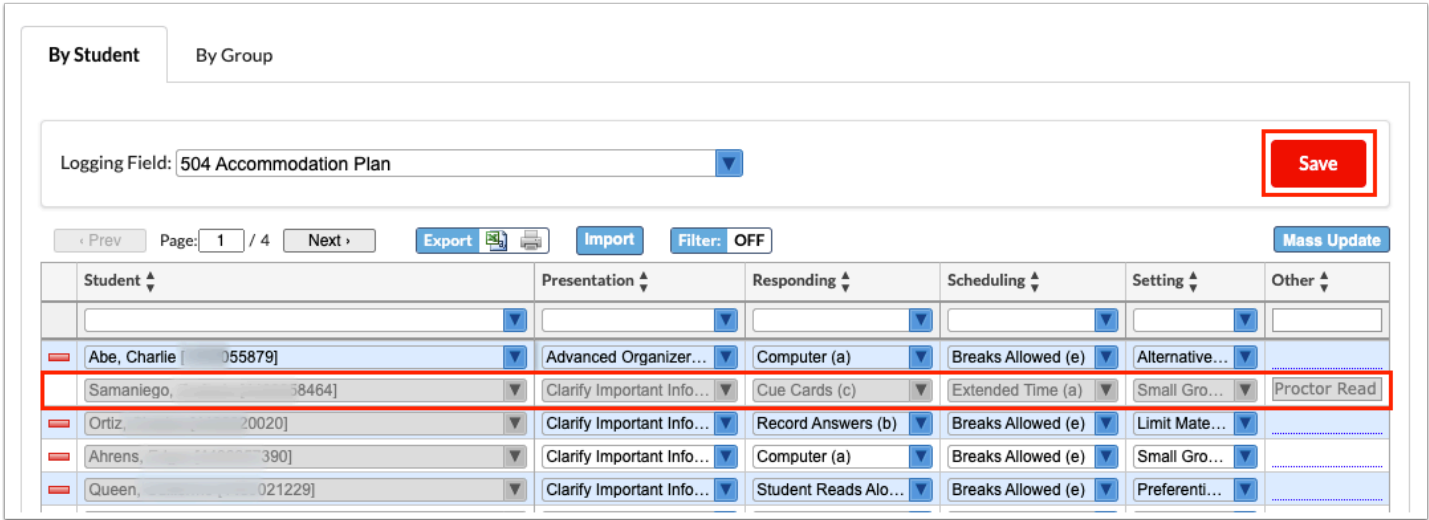 By Student By Group
Logging Field: 504 Accommodation Plan Save
‹ Prev Page: 1 / 4 Next › Export Import Filter: OFF Mass Update
Student Presentation Responding Scheduling Setting Other
Abe, Charlie [ 055879] Advanced Organizer... Computer (a) Breaks Allowed (e) Alternative...
Samaniego, 58464] Clarify Important Info... Cue Cards (c) Extended Time (a) Small Gro... Proctor Read
Ortiz, 20020] Clarify Important Info... Record Answers (b) Breaks Allowed (e) Limit Mate...
Ahrens, 390] Clarify Important Info... Computer (a) Breaks Allowed (e) Small Gro...
Queen, 021229] Clarify Important Info... Student Reads Alo... Breaks Allowed (e) Preferenti...